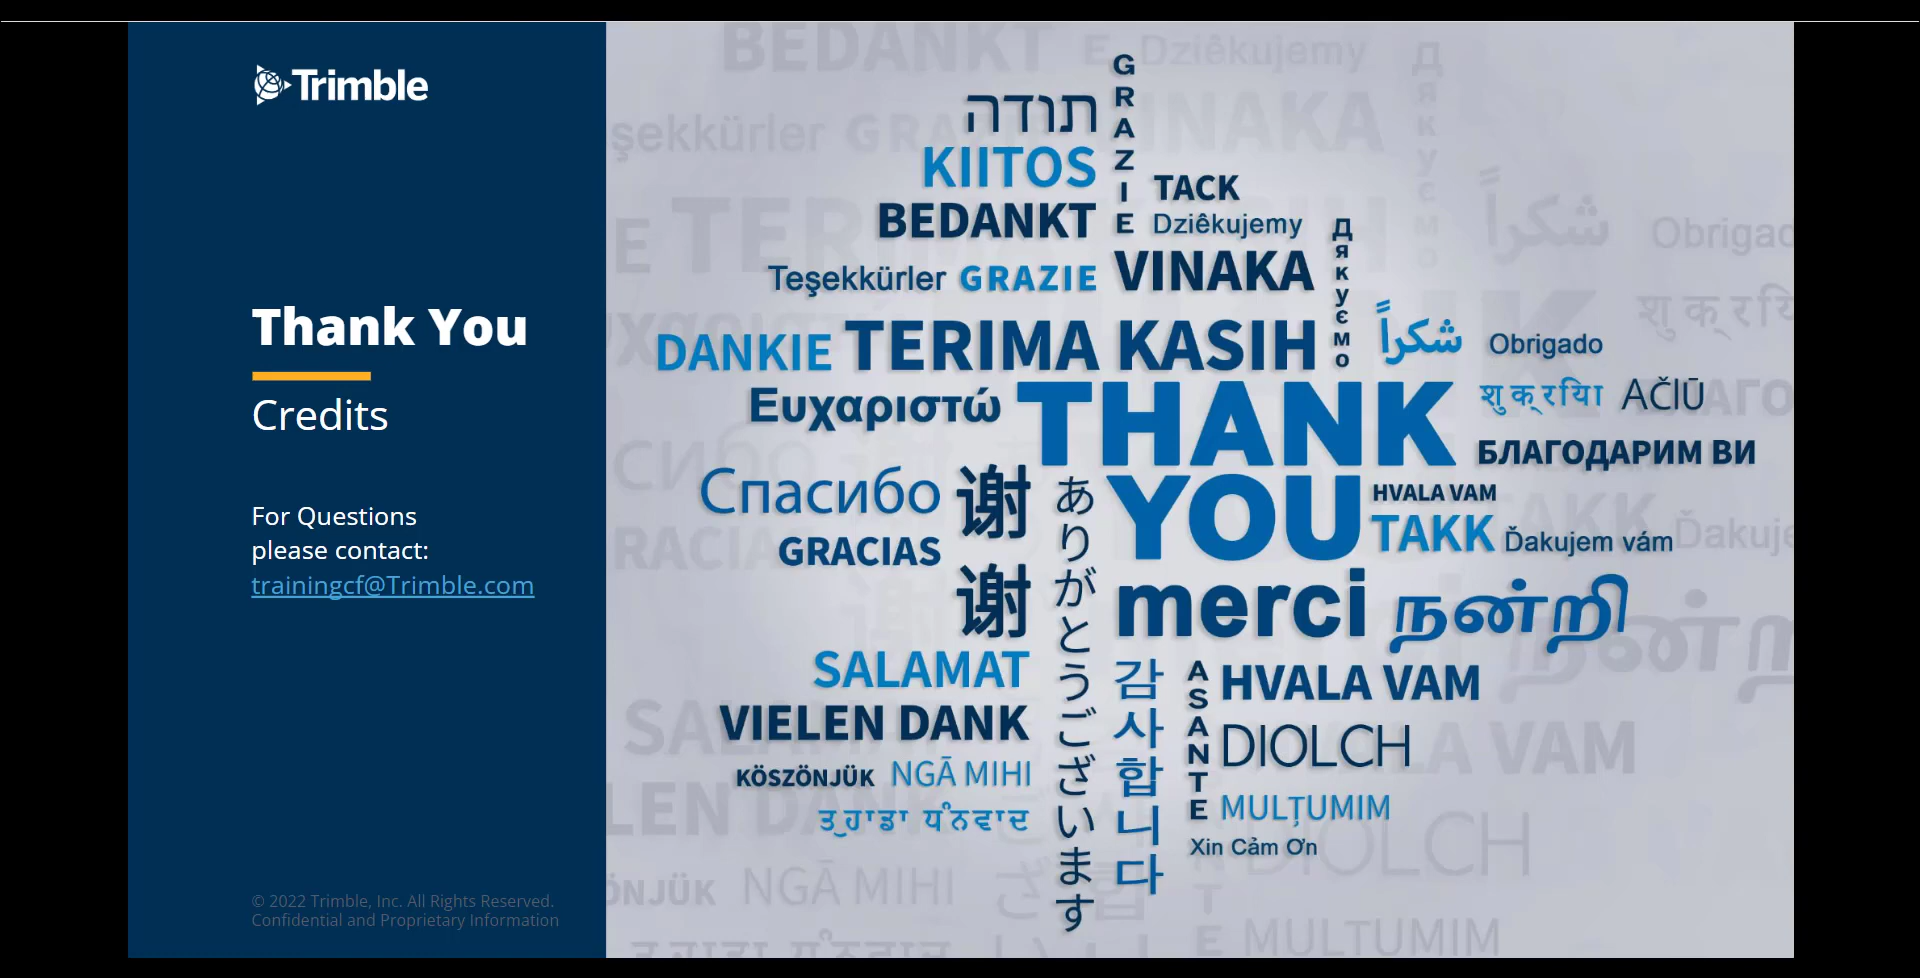 Trimble
Thank You
Credits
For Questions
please contact:
trainingcf@Trimble.com
© 2022 Trimble, Inc. All Rights Reserved.
Confidential and Proprietary Information
תודה
GRAZIE
KIITOS
TACK
BEDANKT
Dziêkujemy
Teşekkürler
GRAZIE
VINAKA
Дякуємо
DANKIE
TERIMA KASIH
شكراً
Obrigado
Ευχαριστώ
THANK
YOU
AČIŪ
БЛАГОДАРИМ ВИ
Спасибо
谢谢
ありがとうございます
HVALA VAM
GRACIAS
TAKK
Ďakujem vám
merci
நன்றி
SALAMAT
감사합니다
ASANTE
HVALA VAM
VIELEN DANK
DIOLCH
KÖSZÖNJÜK
NGĀ MIHI
MULȚUMIM
Xin Cảm Ơn